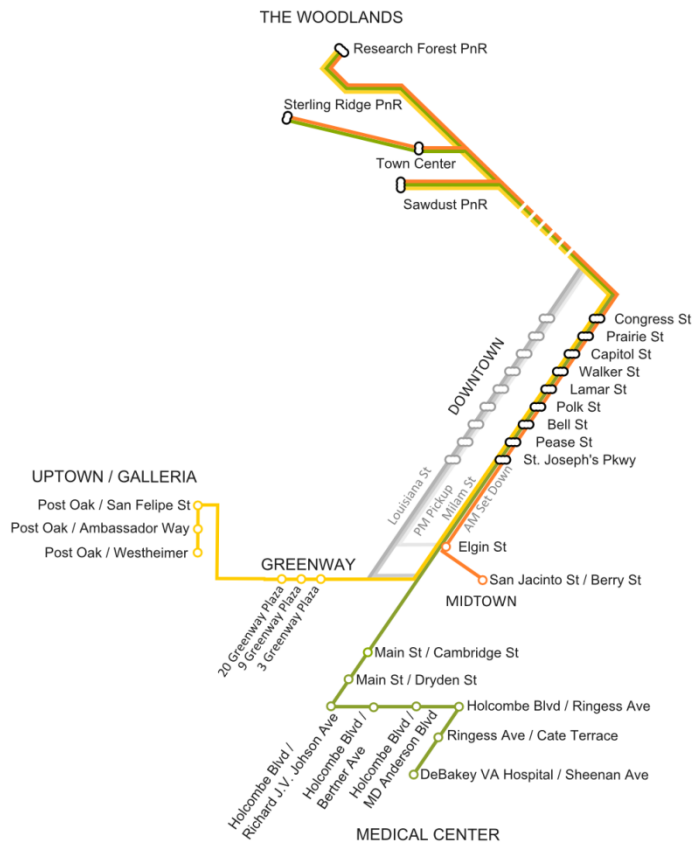 THE WOODLANDS
Research Forest PnR
Sterling Ridge PnR
Town Center
Sawdust PnR
DOWNTOWN
Congress St
Prairie St
Capitol St
Walker St
Lamar St
Polk St
Bell St
Pease St
St. Joseph's Pkwy
Louisiana St
PM Pickup
Milam St
AM Set Down
UPTOWN / GALLERIA
Post Oak / San Felipe St
Post Oak / Ambassador Way
Post Oak / Westheimer
GREENWAY
20 Greenway Plaza
9 Greenway Plaza
3 Greenway Plaza
Elgin St
San Jacinto St / Berry St
MIDTOWN
Main St / Cambridge St
Main St / Dryden St
Holcombe Blvd /
Richard J.V. Johson Ave
Holcombe Blvd /
Bertner Ave
Holcombe Blvd /
MD Anderson Blvd
Holcombe Blvd / Ringess Ave
Ringess Ave / Cate Terrace
DeBakey VA Hospital / Sheenan Ave
MEDICAL CENTER